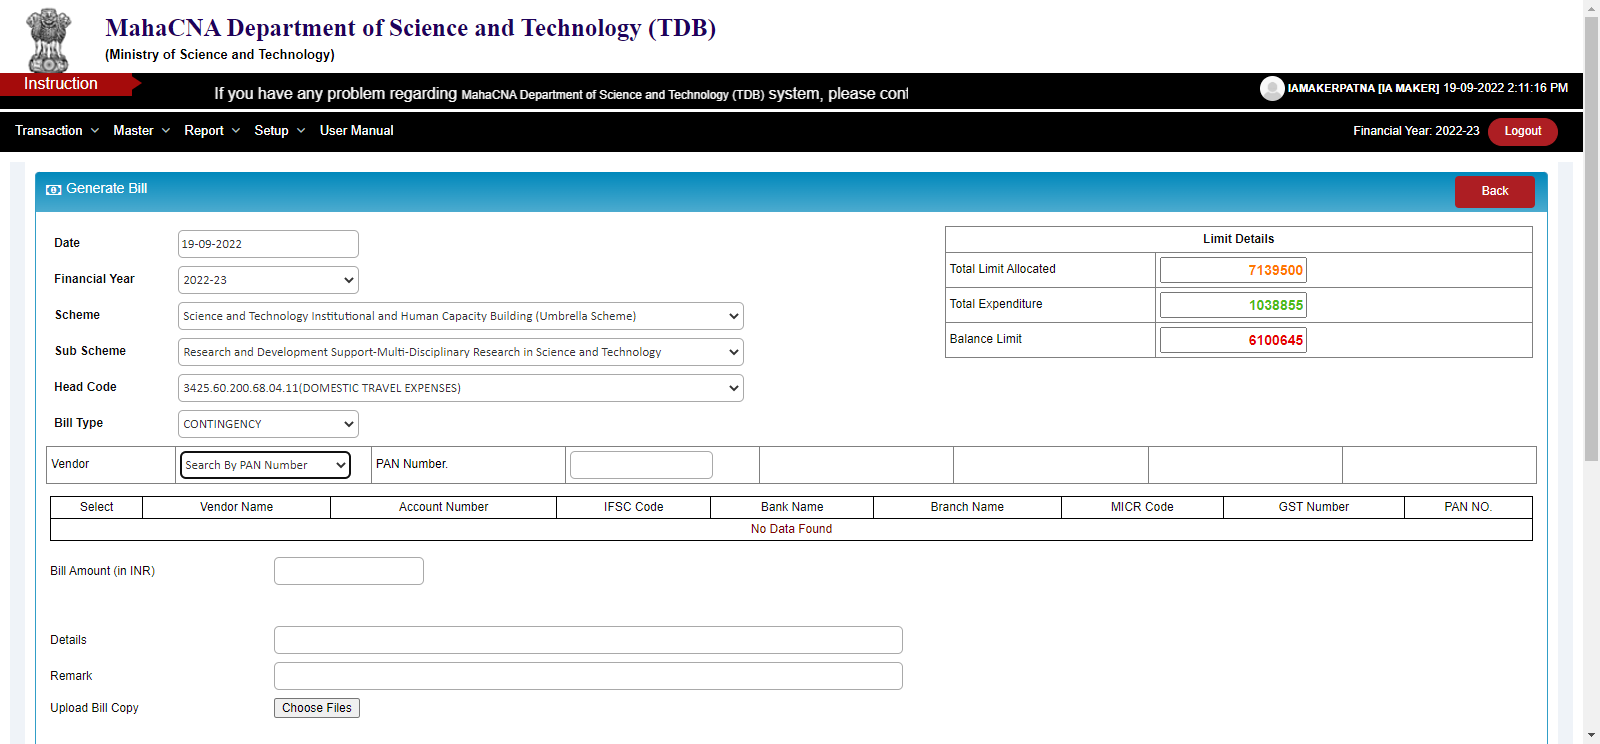 MahaCNA Department of Science and Technology (TDB)
(Ministry of Science and Technology)
Instruction
If you have any problem regarding MahaCNA Department of Science and Technology (TDB) system, please cont
IAMAKERPATNA [IA MAKER] 19-09-2022 2:11:16 PM
Transaction Master Report Setup User Manual
Financial Year: 2022-23 Logout
Generate Bill
Back
Date 19-09-2022
Financial Year 2022-23
Scheme Science and Technology Institutional and Human Capacity Building (Umbrella Scheme)
Sub Scheme Research and Development Support-Multi-Disciplinary Research in Science and Technology
Head Code 3425.60.200.68.04.11(DOMESTIC TRAVEL EXPENSES)
Bill Type CONTINGENCY
Limit Details
Total Limit Allocated 7139500
Total Expenditure 1038855
Balance Limit 6100645
Vendor Search By PAN Number PAN Number.
Select Vendor Name Account Number IFSC Code Bank Name Branch Name MICR Code GST Number PAN NO.
No Data Found
Bill Amount (in INR)
Details
Remark
Upload Bill Copy Choose Files